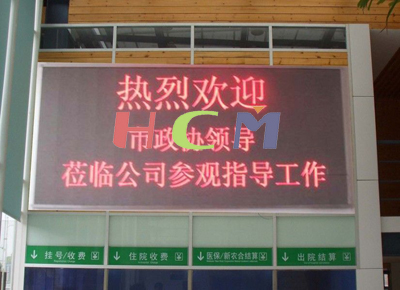 热烈欢迎
市政协领导
莅临公司参观指导工作
HCM
↓ 挂号/收费
↓ 住院收费
↓ 医保/新农合结算
↓ 出院结算